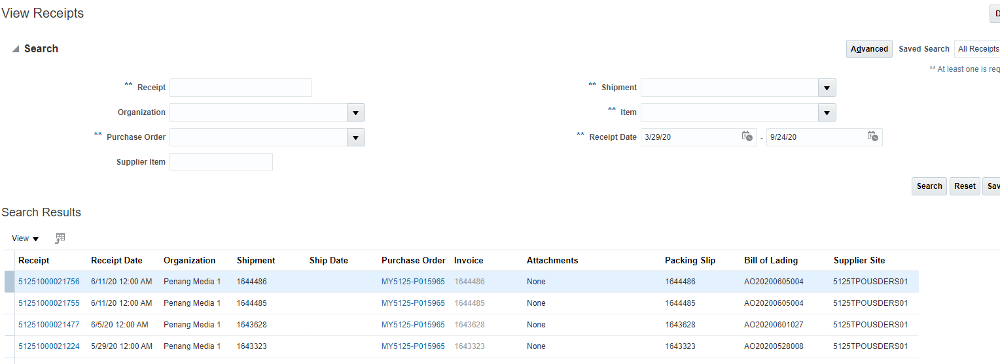 View Receipts
D
Search
Advanced Saved Search All Receipts
** At least one is req
** Receipt
** Shipment
Organization
** Item
** Purchase Order
** Receipt Date 3/29/20 - 9/24/20
Supplier Item
Search Reset Sav
Search Results
View
Receipt Receipt Date Organization Shipment Ship Date Purchase Order Invoice Attachments Packing Slip Bill of Lading Supplier Site
51251000021756 6/11/20 12:00 AM Penang Media 1 1644486 MY5125-P015965 1644486 None 1644486 AO20200605004 5125TPOUSDERS01
51251000021755 6/11/20 12:00 AM Penang Media 1 1644485 MY5125-P015965 1644485 None 1644485 AO20200605004 5125TPOUSDERS01
51251000021477 6/5/20 12:00 AM Penang Media 1 1643628 MY5125-P015965 1643628 None 1643628 AO20200601027 5125TPOUSDERS01
51251000021224 5/29/20 12:00 AM Penang Media 1 1643323 MY5125-P015965 1643323 None 1643323 AO20200528008 5125TPOUSDERS01